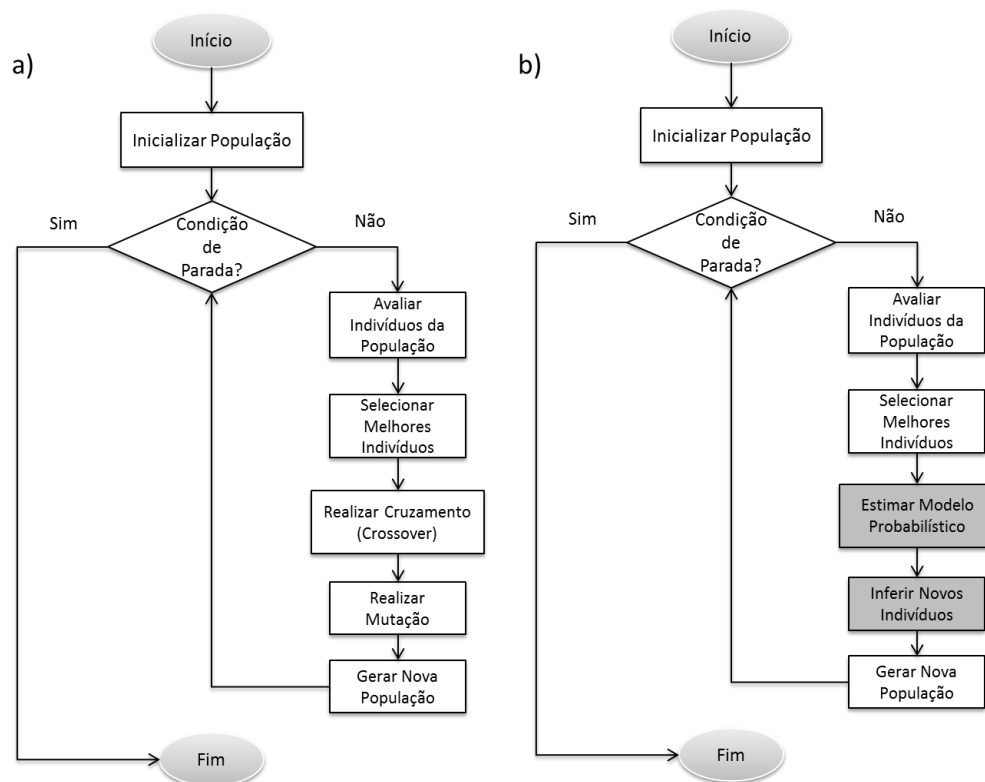 a)
Início
Inicializar População
Condição
de
Parada?
Sim
Não
Avaliar
Indivíduos da
População
Selecionar
Melhores
Indivíduos
Realizar Cruzamento
(Crossover)
Realizar
Mutação
Gerar Nova
População
Fim
b)
Início
Inicializar População
Condição
de
Parada?
Sim
Não
Avaliar
Indivíduos da
População
Selecionar
Melhores
Indivíduos
Estimar Modelo
Probabilístico
Inferir Novos
Indivíduos
Gerar Nova
População
Fim